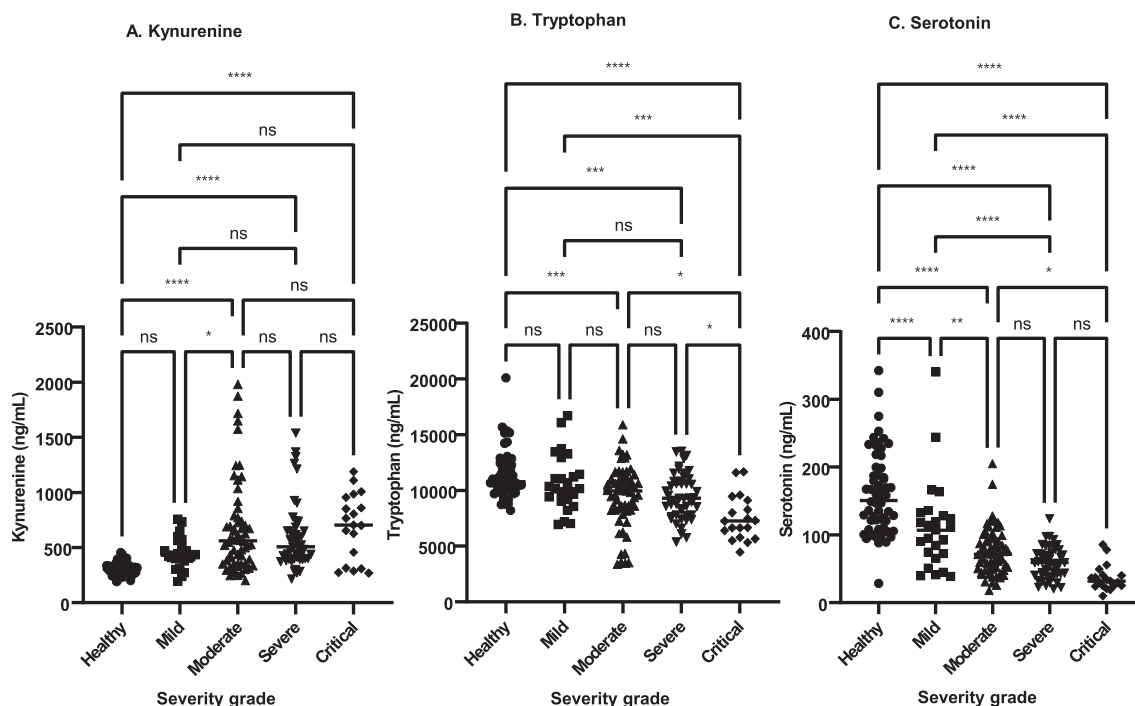 A. Kynurenine
****
ns
****
ns
****
ns
ns
*
ns
ns
2500
2000
1500
1000
500
0
Kynurenine (ng/mL)
Healthy
Mild
Moderate
Severe
Critical
Severity grade
B. Tryptophan
****
***
***
ns
***
*
ns
ns
ns
*
25000
20000
15000
10000
5000
0
Tryptophan (ng/mL)
Healthy
Mild
Moderate
Severe
Critical
Severity grade
C. Serotonin
****
****
****
****
****
*
****
**
ns
ns
400
300
200
100
0
Serotonin (ng/mL)
Healthy
Mild
Moderate
Severe
Critical
Severity grade